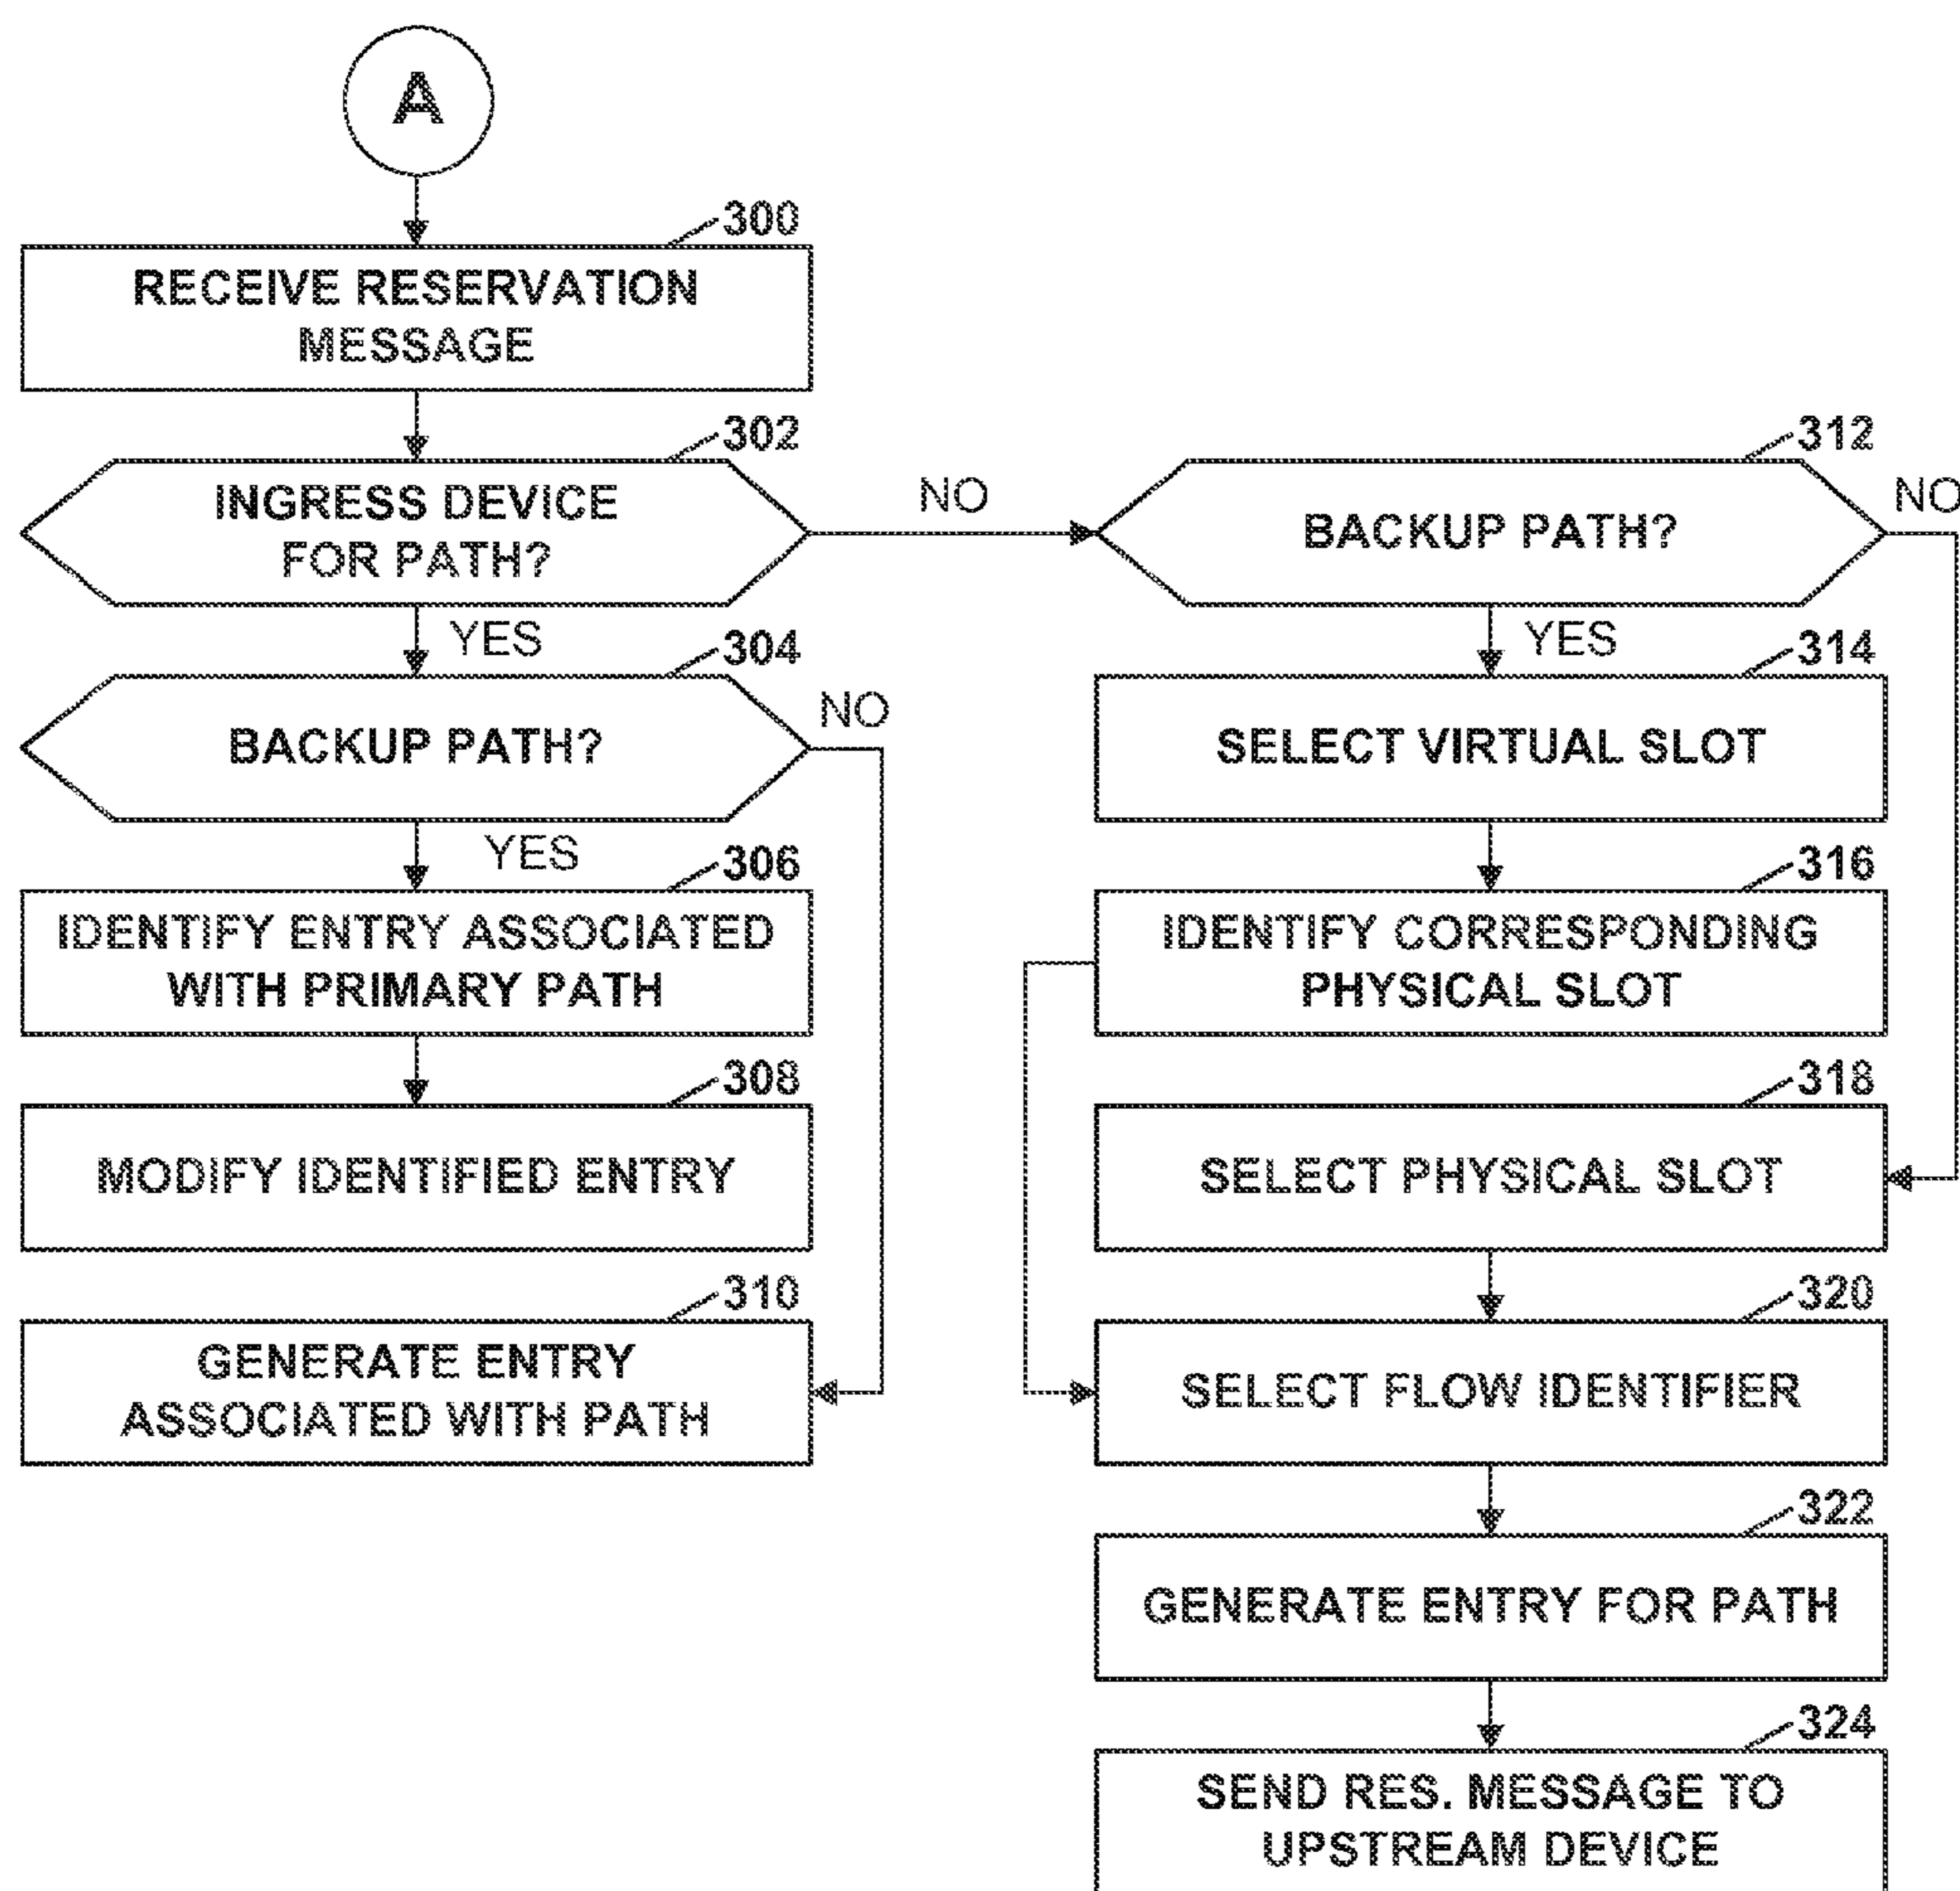 A
300
RECEIVE RESERVATION
MESSAGE
302
INGRESS DEVICE
FOR PATH?
NO
312
BACKUP PATH?
NO
YES
304
BACKUP PATH?
NO
YES
314
SELECT VIRTUAL SLOT
YES
306
IDENTIFY ENTRY ASSOCIATED
WITH PRIMARY PATH
316
IDENTIFY CORRESPONDING
PHYSICAL SLOT
308
MODIFY IDENTIFIED ENTRY
318
SELECT PHYSICAL SLOT
310
GENERATE ENTRY
ASSOCIATED WITH PATH
320
SELECT FLOW IDENTIFIER
322
GENERATE ENTRY FOR PATH
324
SEND RES. MESSAGE TO
UPSTREAM DEVICE